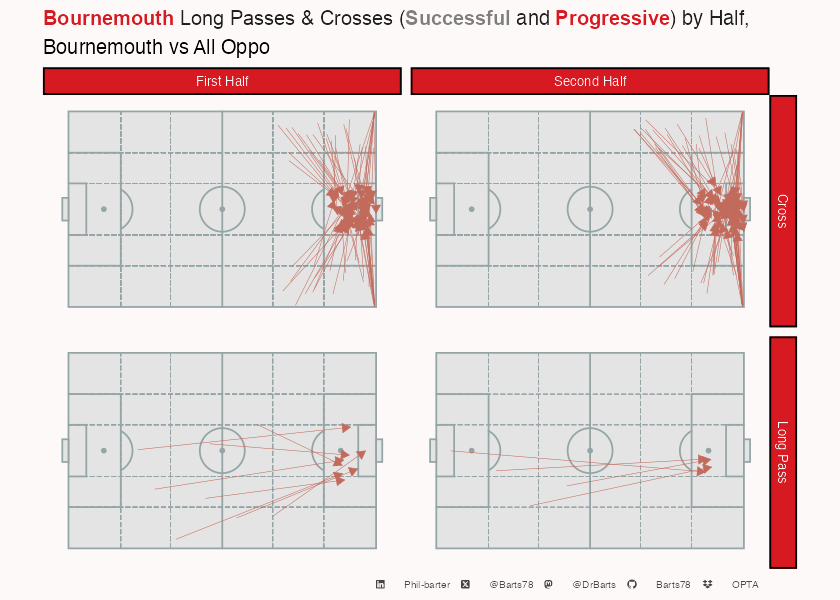 Bournemouth Long Passes & Crosses (Successful and Progressive) by Half,
Bournemouth vs All Oppo
First Half
Second Half
Cross
Long Pass
Phil-barter @Barts78 @DrBarts Barts78 OPTA